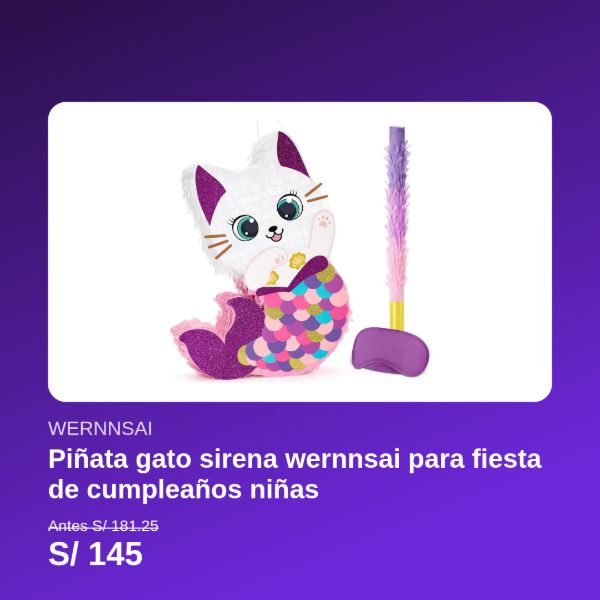 WERNNSAI
Piñata gato sirena wernnsai para fiesta
de cumpleaños niñas
Antes S/ 181.25
S/ 145